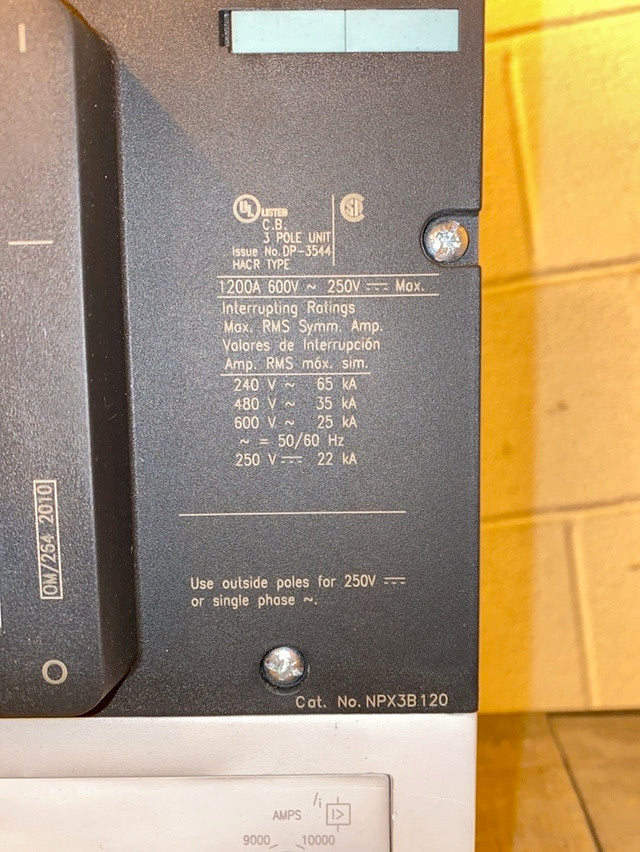 UL LISTED
C.B.
3 POLE UNIT
Issue No. DP-3544
HACR TYPE
1200A 600V ~ 250V ⎓ Max.
Interrupting Ratings
Max. RMS Symm. Amp.
Valores de Interrupción
Amp. RMS máx. sim.
240 V ~ 65 kA
480 V ~ 35 kA
600 V ~ 25 kA
~ = 50/60 Hz
250 V ⎓ 22 kA
OM/264 2010
Use outside poles for 250V ⎓
or single phase ~.
O
Cat. No. NPX3B120
AMPS
I>
9000 10000